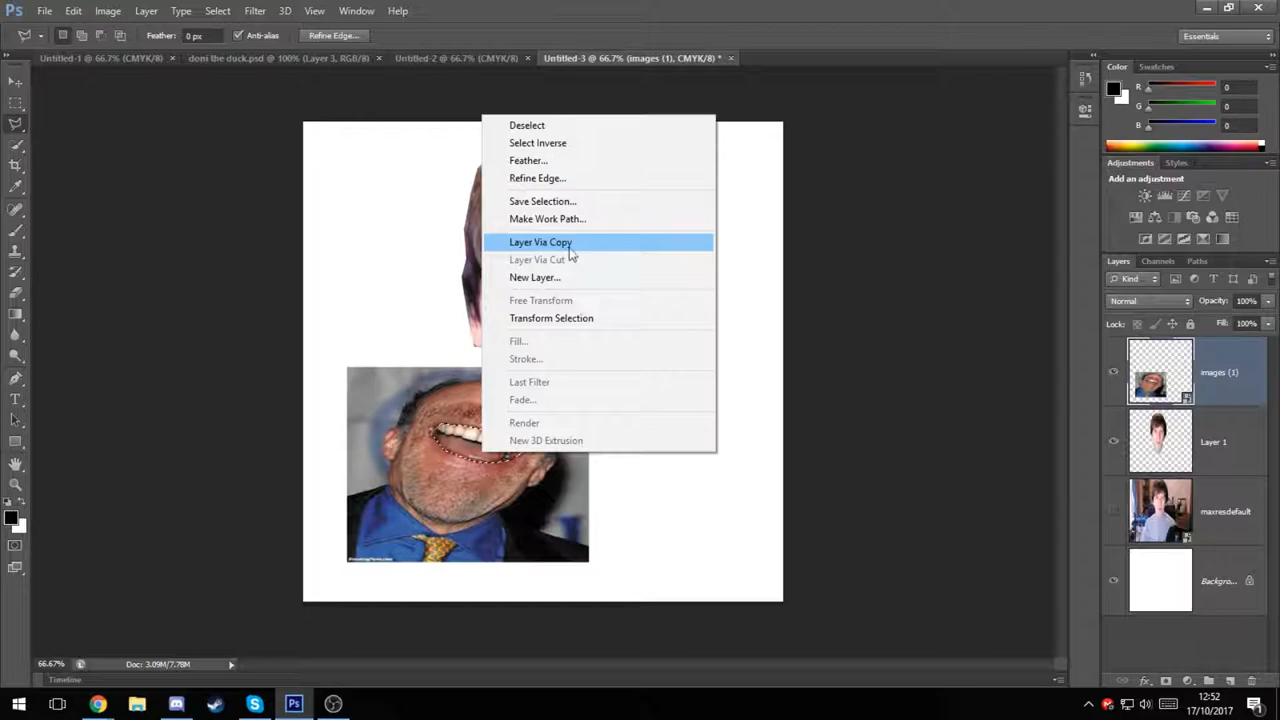 Ps File Edit Image Layer Type Select Filter 3D View Window Help
Feather: 0 px Anti-alias Refine Edge... Essentials
Untitled-1 @ 66.7% (CMYK/8) × doni the duck.psd @ 100% (Layer 3, RGB/8) × Untitled-2 @ 66.7% (CMYK/8) × Untitled-3 @ 66.7% (images (1), CMYK/8) * ×
Color Swatches
R 0
G 0
B 0
Adjustments Styles
Add an adjustment
Layers Channels Paths
Kind
Normal Opacity: 100%
Lock: Fill: 100%
images (1)
Layer 1
maxresdefault
Backgro...
Deselect
Select Inverse
Feather...
Refine Edge...
Save Selection...
Make Work Path...
Layer Via Copy
Layer Via Cut
New Layer...
Free Transform
Transform Selection
Fill...
Stroke...
Last Filter
Fade...
Render
New 3D Extrusion
66.67% Doc: 3.09M/7.78M
Timeline
12:52
17/10/2017